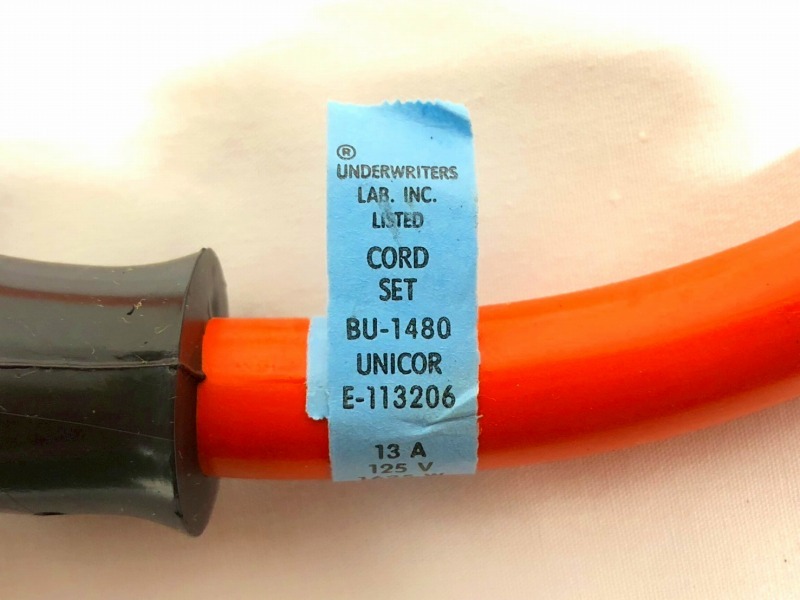 ®
UNDERWRITERS
LAB. INC.
LISTED
CORD
SET
BU-1480
UNICOR
E-113206
13 A
125 V